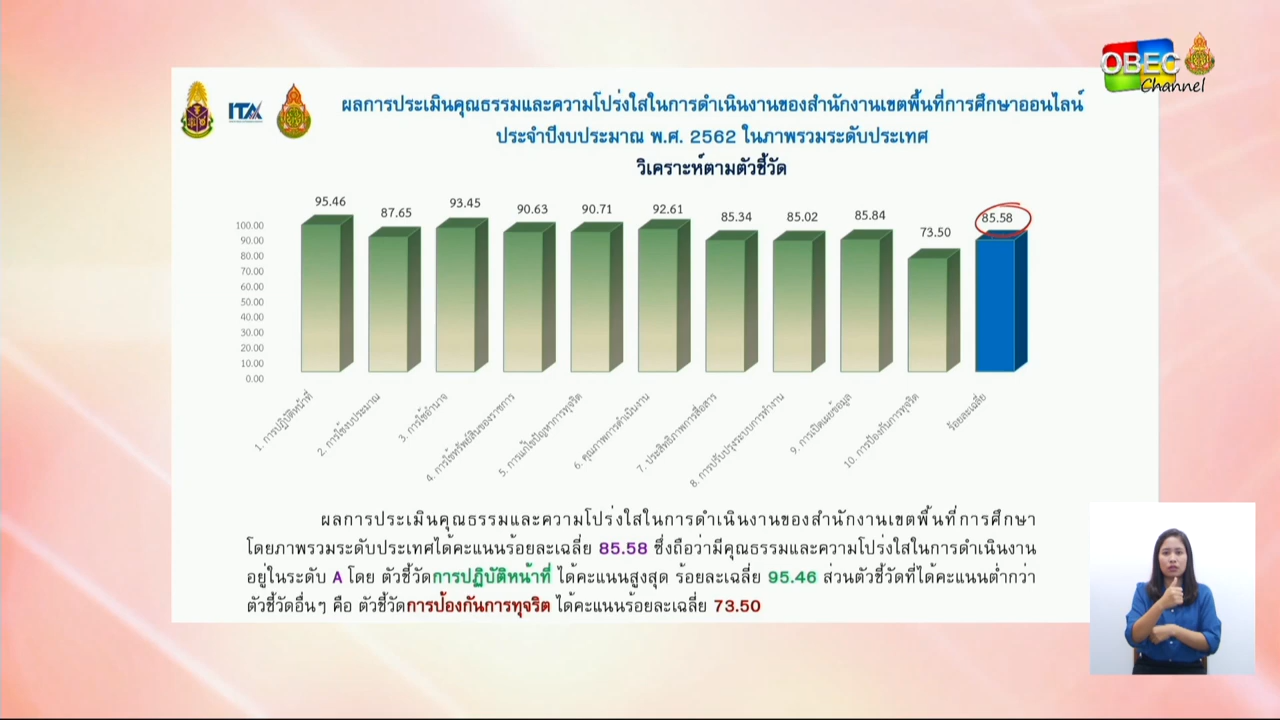 OBEC
Channel
ITA
ผลการประเมินคุณธรรมและความโปร่งใสในการดำเนินงานของสำนักงานเขตพื้นที่การศึกษาออนไลน์
ประจำปีงบประมาณ พ.ศ. 2562 ในภาพรวมระดับประเทศ
วิเคราะห์ตามตัวชี้วัด
95.46 87.65 93.45 90.63 90.71 92.61 85.34 85.02 85.84 73.50 85.58
100.00
90.00
80.00
70.00
60.00
50.00
40.00
30.00
20.00
10.00
0.00
1. การปฏิบัติหน้าที่
2. การใช้งบประมาณ
3. การใช้อำนาจ
4. การใช้ทรัพย์สินของราชการ
5. การแก้ไขปัญหาการทุจริต
6. คุณภาพการดำเนินงาน
7. ประสิทธิภาพการสื่อสาร
8. การปรับปรุงระบบการทำงาน
9. การเปิดเผยข้อมูล
10. การป้องกันการทุจริต
ร้อยละเฉลี่ย
ผลการประเมินคุณธรรมและความโปร่งใสในการดำเนินงานของสำนักงานเขตพื้นที่การศึกษา
โดยภาพรวมระดับประเทศได้คะแนนร้อยละเฉลี่ย 85.58 ซึ่งถือว่ามีคุณธรรมและความโปร่งใสในการดำเนินงาน
อยู่ในระดับ A โดย ตัวชี้วัดการปฏิบัติหน้าที่ ได้คะแนนสูงสุด ร้อยละเฉลี่ย 95.46 ส่วนตัวชี้วัดที่ได้คะแนนต่ำกว่า
ตัวชี้วัดอื่นๆ คือ ตัวชี้วัดการป้องกันการทุจริต ได้คะแนนร้อยละเฉลี่ย 73.50